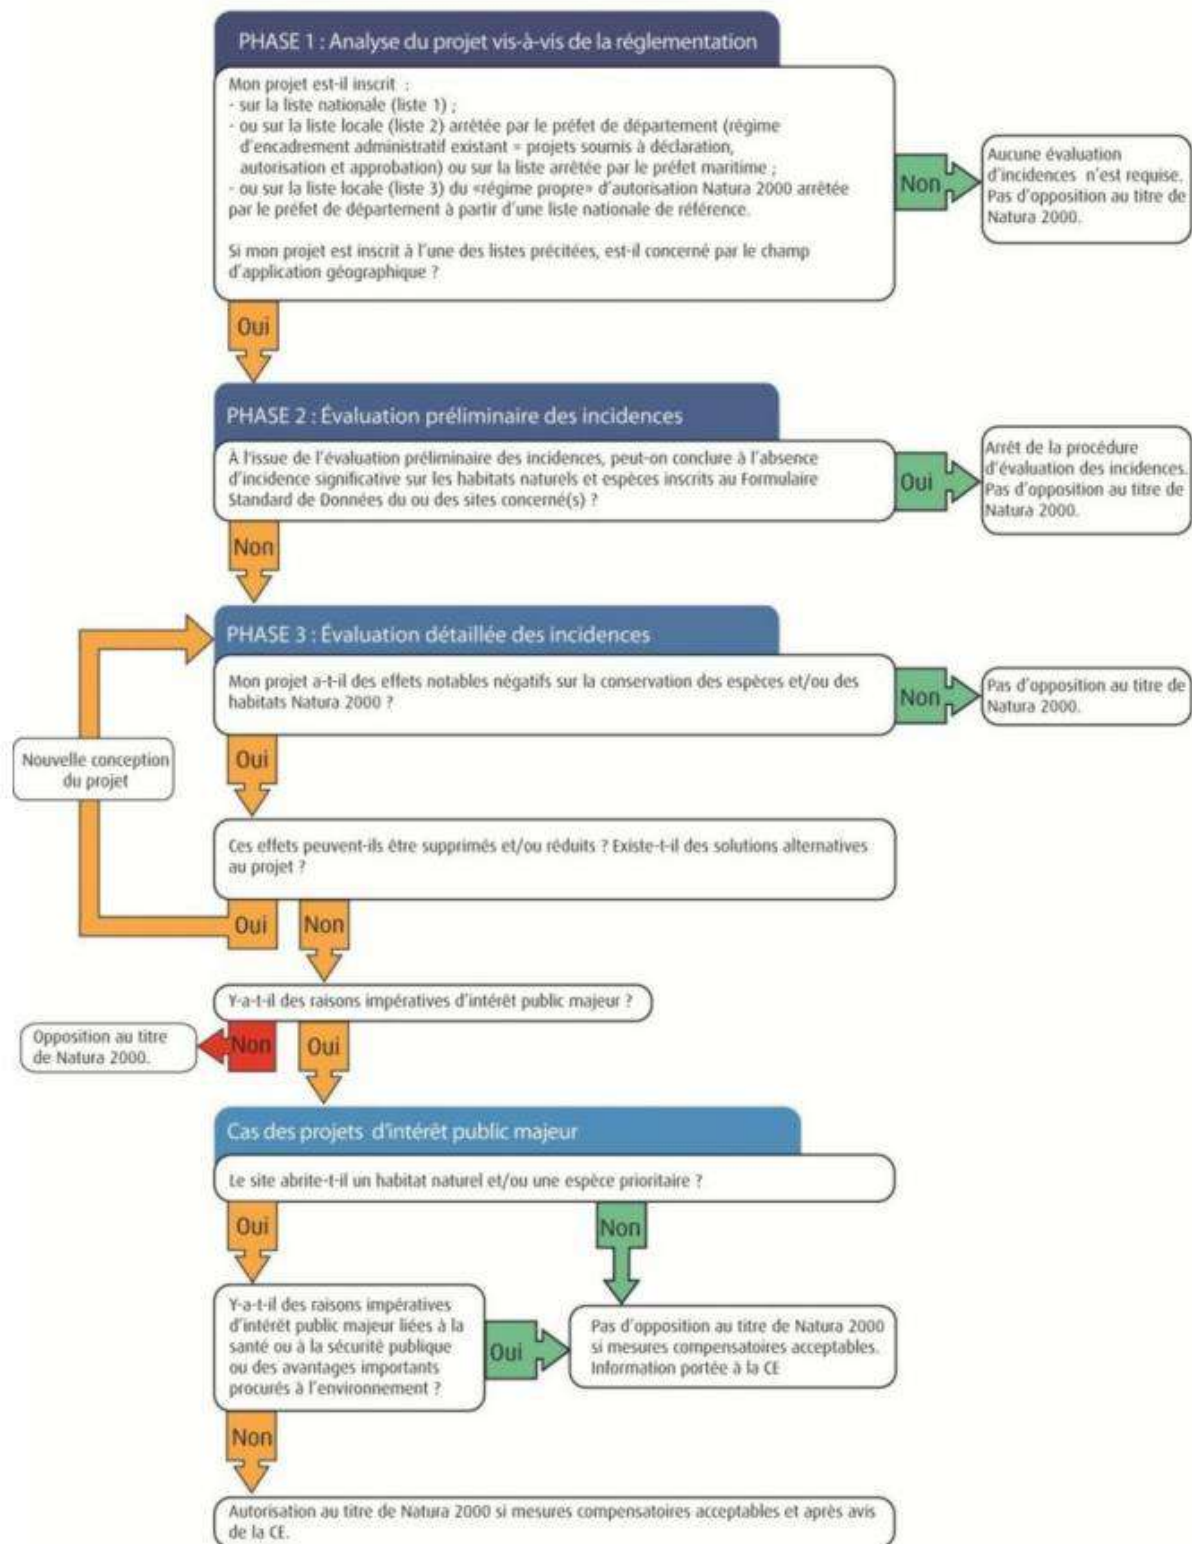 PHASE 1 : Analyse du projet vis-à-vis de la réglementation
Mon projet est-il inscrit :
- sur la liste nationale (liste 1) ;
- ou sur la liste locale (liste 2) arrêtée par le préfet de département (régime
d'encadrement administratif existant = projets soumis à déclaration,
autorisation et approbation) ou sur la liste arrêtée par le préfet maritime ;
- ou sur la liste locale (liste 3) du «régime propre» d'autorisation Natura 2000 arrêtée
par le préfet de département à partir d'une liste nationale de référence.
Si mon projet est inscrit à l'une des listes précitées, est-il concerné par le champ
d'application géographique ?
Non
Aucune évaluation
d'incidences n'est requise.
Pas d'opposition au titre de
Natura 2000.
Oui
PHASE 2 : Évaluation préliminaire des incidences
À l'issue de l'évaluation préliminaire des incidences, peut-on conclure à l'absence
d'incidence significative sur les habitats naturels et espèces inscrits au Formulaire
Standard de Données du ou des sites concerné(s) ?
Oui
Arrêt de la procédure
d'évaluation des incidences.
Pas d'opposition au titre de
Natura 2000.
Non
PHASE 3 : Évaluation détaillée des incidences
Mon projet a-t-il des effets notables négatifs sur la conservation des espèces et/ou des
habitats Natura 2000 ?
Non
Pas d'opposition au titre de
Natura 2000.
Oui
Nouvelle conception
du projet
Ces effets peuvent-ils être supprimés et/ou réduits ? Existe-t-il des solutions alternatives
au projet ?
Oui
Non
Y-a-t-il des raisons impératives d'intérêt public majeur ?
Opposition au titre
de Natura 2000.
Non
Oui
Cas des projets d'intérêt public majeur
Le site abrite-t-il un habitat naturel et/ou une espèce prioritaire ?
Oui
Non
Y-a-t-il des raisons impératives
d'intérêt public majeur liées à la
santé ou à la sécurité publique
ou des avantages importants
procurés à l'environnement ?
Oui
Pas d'opposition au titre de Natura 2000
si mesures compensatoires acceptables.
Information portée à la CE
Non
Autorisation au titre de Natura 2000 si mesures compensatoires acceptables et après avis
de la CE.